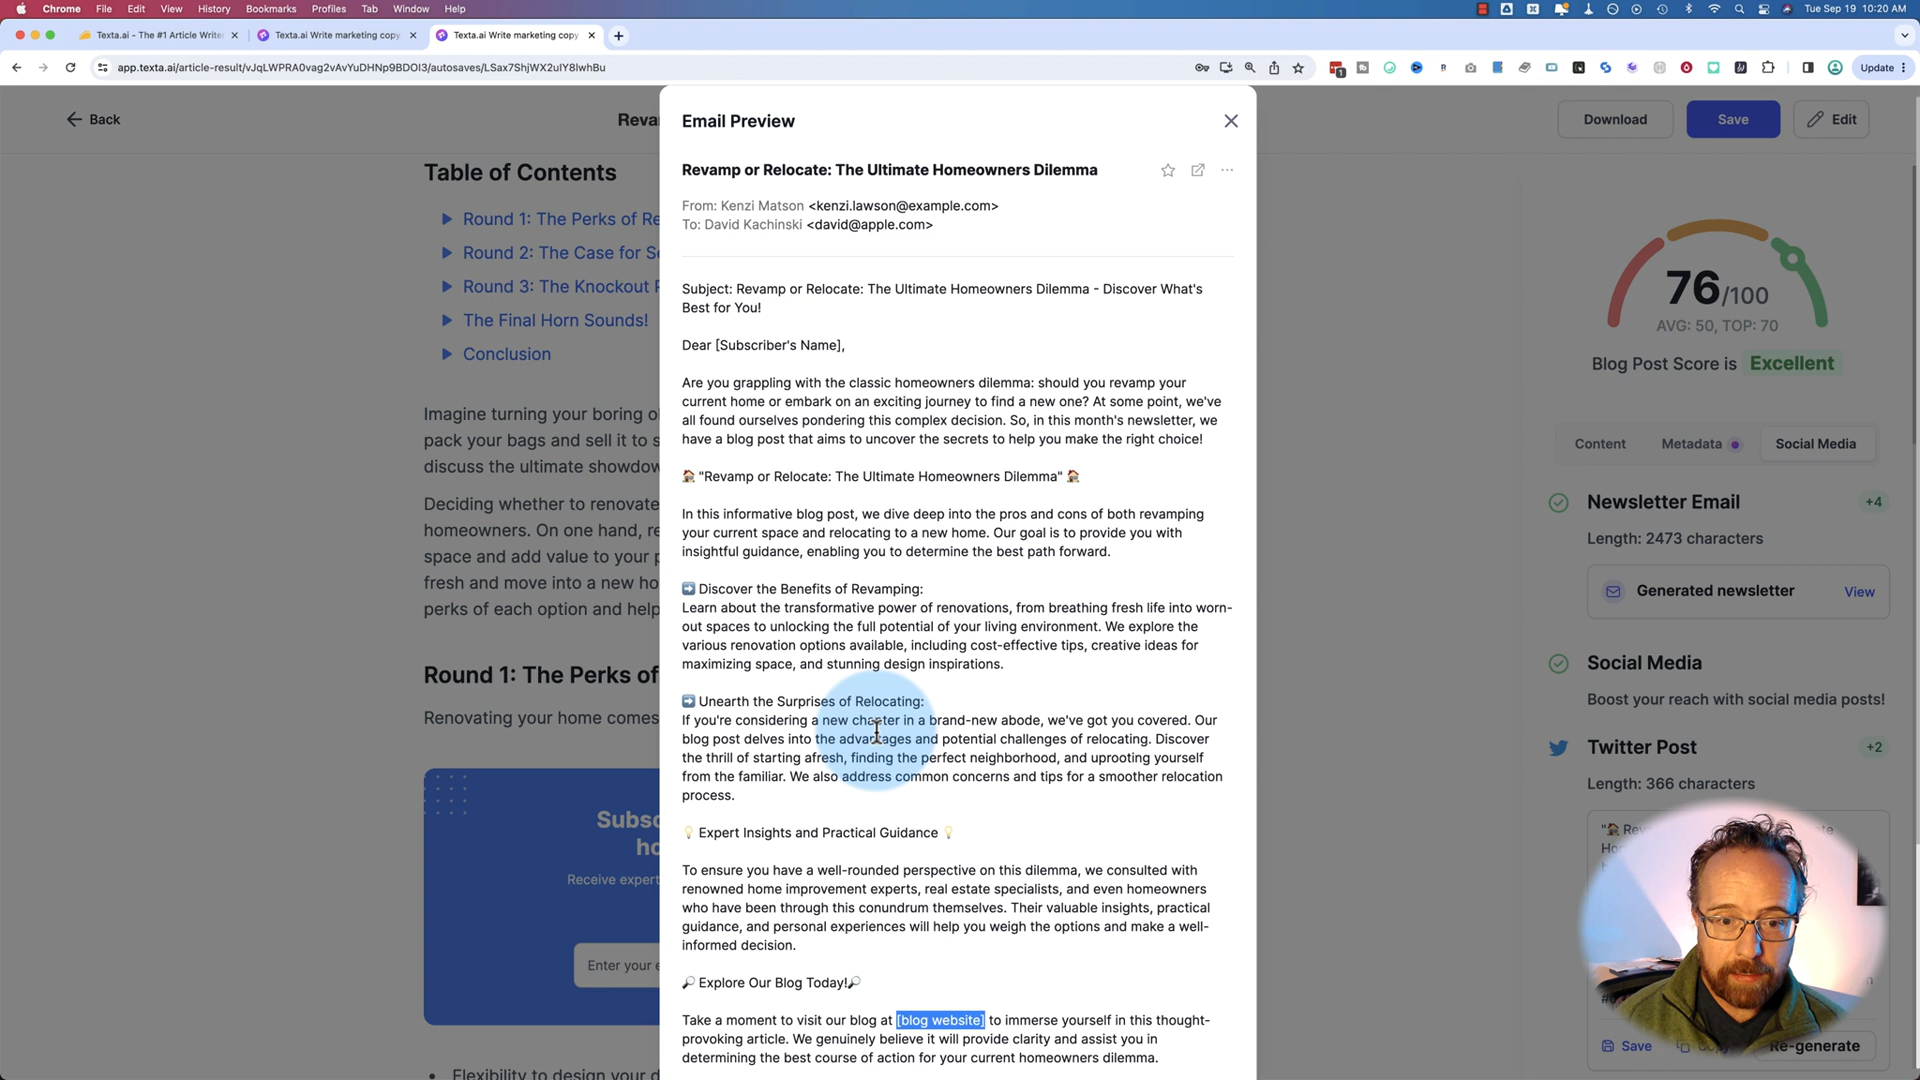 Chrome File Edit View History Bookmarks Profiles Tab Window Help
Tue Sep 19 10:20 AM
Texta.ai - The #1 Article Write
Texta.ai Write marketing copy
Texta.ai Write marketing copy
app.texta.ai/article-result/vJqLWPRA0vag2vAvYuDHNp9BDOI3/autosaves/LSax7ShjWX2uIY8lwhBu
Update
Back
Reva
Download
Save
Edit
Table of Contents
Round 1: The Perks of Re
Round 2: The Case for S
Round 3: The Knockout
The Final Horn Sounds!
Conclusion
Imagine turning your boring o
pack your bags and sell it to s
discuss the ultimate showdow
Deciding whether to renovate
homeowners. On one hand, re
space and add value to your p
fresh and move into a new ho
perks of each option and help
Round 1: The Perks of
Renovating your home comes
Subsc
ho
Receive expert
Enter your e
Flexibility to design your d
Email Preview
Revamp or Relocate: The Ultimate Homeowners Dilemma
From: Kenzi Matson <kenzi.lawson@example.com>
To: David Kachinski <david@apple.com>
Subject: Revamp or Relocate: The Ultimate Homeowners Dilemma - Discover What's
Best for You!
Dear [Subscriber's Name],
Are you grappling with the classic homeowners dilemma: should you revamp your
current home or embark on an exciting journey to find a new one? At some point, we've
all found ourselves pondering this complex decision. So, in this month's newsletter, we
have a blog post that aims to uncover the secrets to help you make the right choice!
🏠 "Revamp or Relocate: The Ultimate Homeowners Dilemma" 🏠
In this informative blog post, we dive deep into the pros and cons of both revamping
your current space and relocating to a new home. Our goal is to provide you with
insightful guidance, enabling you to determine the best path forward.
➡️ Discover the Benefits of Revamping:
Learn about the transformative power of renovations, from breathing fresh life into worn-
out spaces to unlocking the full potential of your living environment. We explore the
various renovation options available, including cost-effective tips, creative ideas for
maximizing space, and stunning design inspirations.
➡️ Unearth the Surprises of Relocating:
If you're considering a new chapter in a brand-new abode, we've got you covered. Our
blog post delves into the advantages and potential challenges of relocating. Discover
the thrill of starting afresh, finding the perfect neighborhood, and uprooting yourself
from the familiar. We also address common concerns and tips for a smoother relocation
process.
💡 Expert Insights and Practical Guidance 💡
To ensure you have a well-rounded perspective on this dilemma, we consulted with
renowned home improvement experts, real estate specialists, and even homeowners
who have been through this conundrum themselves. Their valuable insights, practical
guidance, and personal experiences will help you weigh the options and make a well-
informed decision.
🔎 Explore Our Blog Today!🔎
Take a moment to visit our blog at [blog website] to immerse yourself in this thought-
provoking article. We genuinely believe it will provide clarity and assist you in
determining the best course of action for your current homeowners dilemma.
76/100
AVG: 50, TOP: 70
Blog Post Score is Excellent
Content
Metadata
Social Media
Newsletter Email
+4
Length: 2473 characters
Generated newsletter
View
Social Media
Boost your reach with social media posts!
Twitter Post
+2
Length: 366 characters
Save
Re-generate